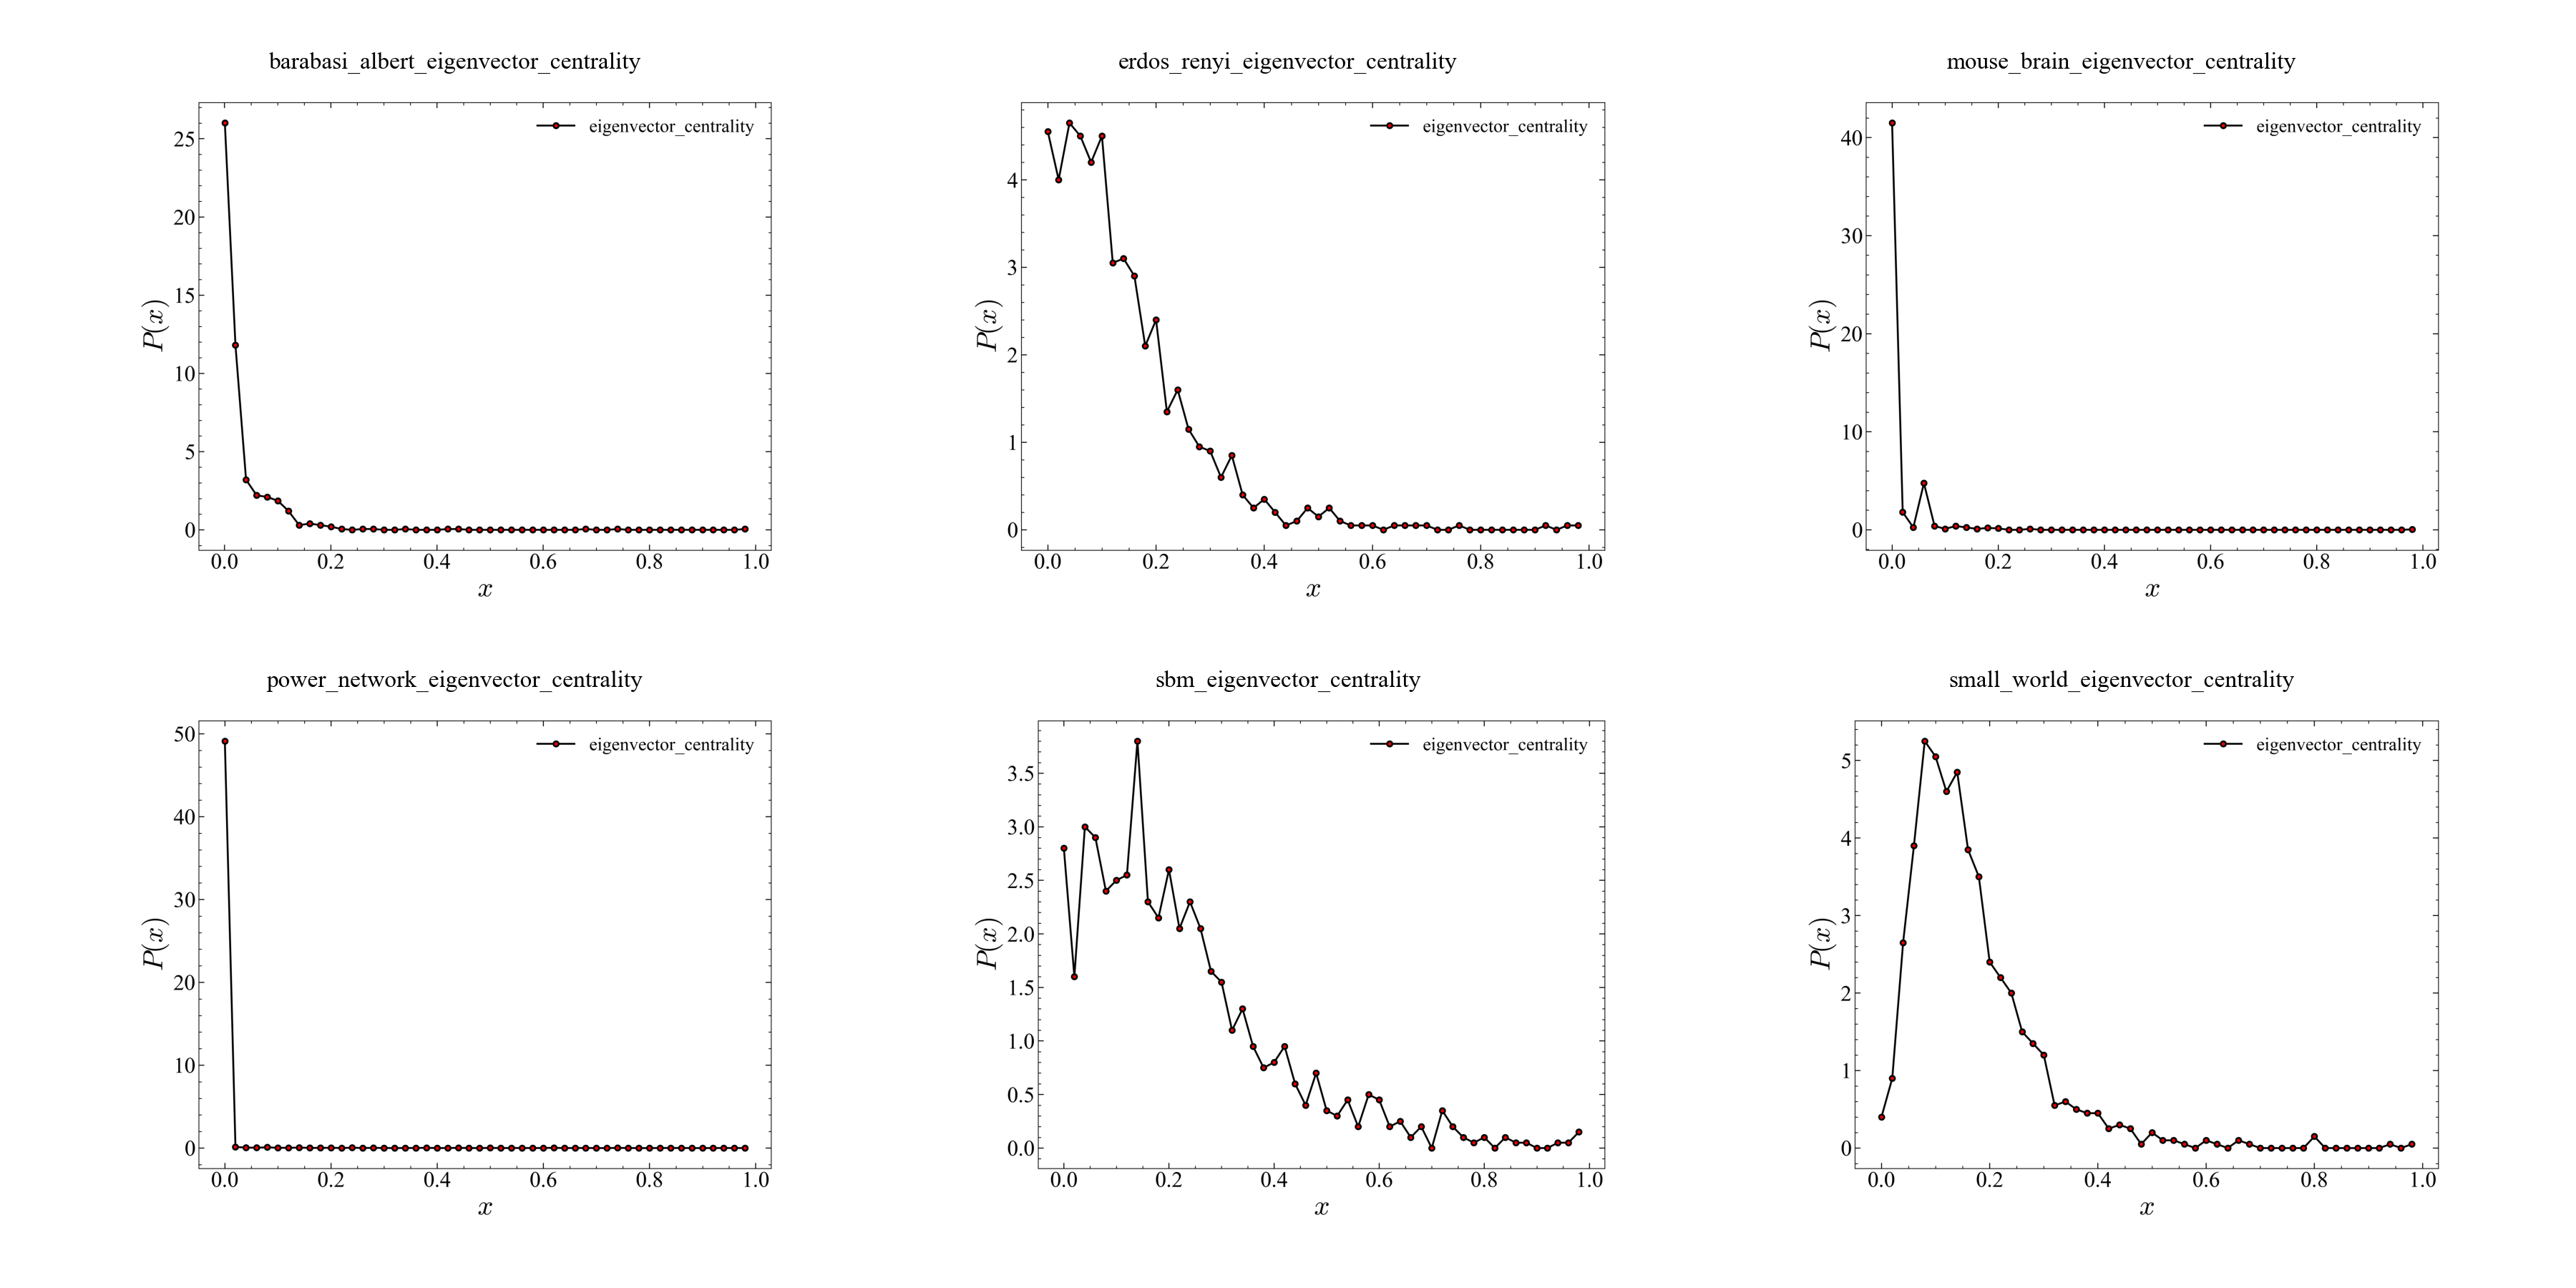 barabasi_albert_eigenvector_centrality
eigenvector_centrality
P(x)
25
20
15
10
5
0
0.0 0.2 0.4 0.6 0.8 1.0
x
erdos_renyi_eigenvector_centrality
eigenvector_centrality
P(x)
4
3
2
1
0
0.0 0.2 0.4 0.6 0.8 1.0
x
mouse_brain_eigenvector_centrality
eigenvector_centrality
P(x)
40
30
20
10
0
0.0 0.2 0.4 0.6 0.8 1.0
x
power_network_eigenvector_centrality
eigenvector_centrality
P(x)
50
40
30
20
10
0
0.0 0.2 0.4 0.6 0.8 1.0
x
sbm_eigenvector_centrality
eigenvector_centrality
P(x)
3.5
3.0
2.5
2.0
1.5
1.0
0.5
0.0
0.0 0.2 0.4 0.6 0.8 1.0
x
small_world_eigenvector_centrality
eigenvector_centrality
P(x)
5
4
3
2
1
0
0.0 0.2 0.4 0.6 0.8 1.0
x